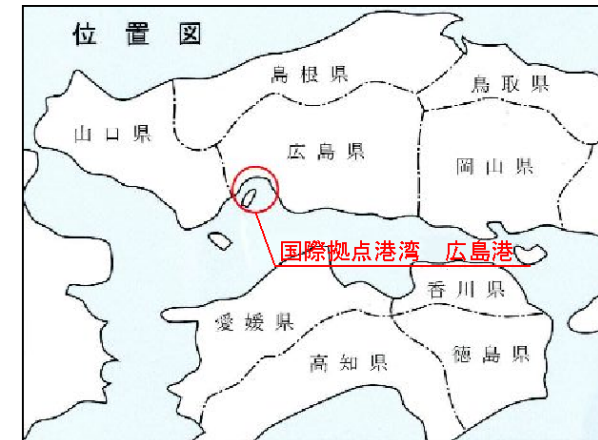 位置図
島根県
鳥取県
山口県
広島県
岡山県
国際拠点港湾　広島港
香川県
愛媛県
徳島県
高知県